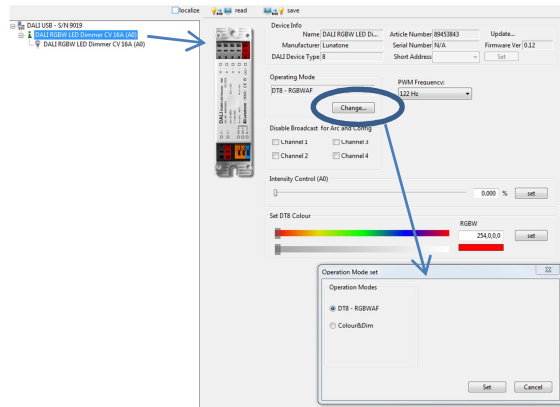 localize read save
DALI USB - S/N 9019
DALI RGBW LED Dimmer CV 16A (A0)
DALI RGBW LED Dimmer CV 16A (A0)
Device Info
Name DALI RGBW LED Di... Article Number 89453843 Update...
Manufacturer Lunatone Serial Number N/A Firmware Ver 0.12
DALI Device Type 8 Short Address Set
Operating Mode
DT8 - RGBWAF
Change...
PWM Frequency:
122 Hz
Disable Broadcast for Arc and Config
Channel 1 Channel 3
Channel 2 Channel 4
Intensity Control (A0)
0.000 % set
Set DT8 Colour
RGBW
254,0,0,0 set
Operation Mode set
Operation Modes
DT8 - RGBWAF
Colour&Dim
Set Cancel